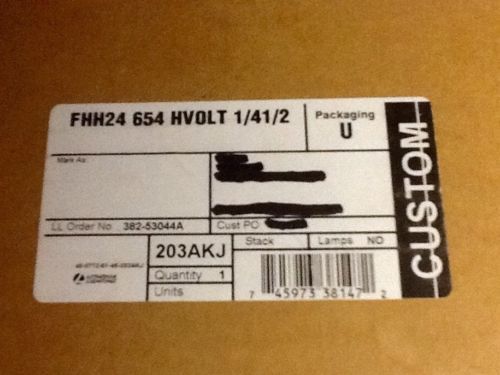 FHH24 654 HVOLT 1/41/2
Packaging
U
CUSTOM
Mark As:
LL Order No 382-53044A
Cust PO
203AKJ
Stack
Lamps NO
Quantity 1
Units
7 45973 38147 2